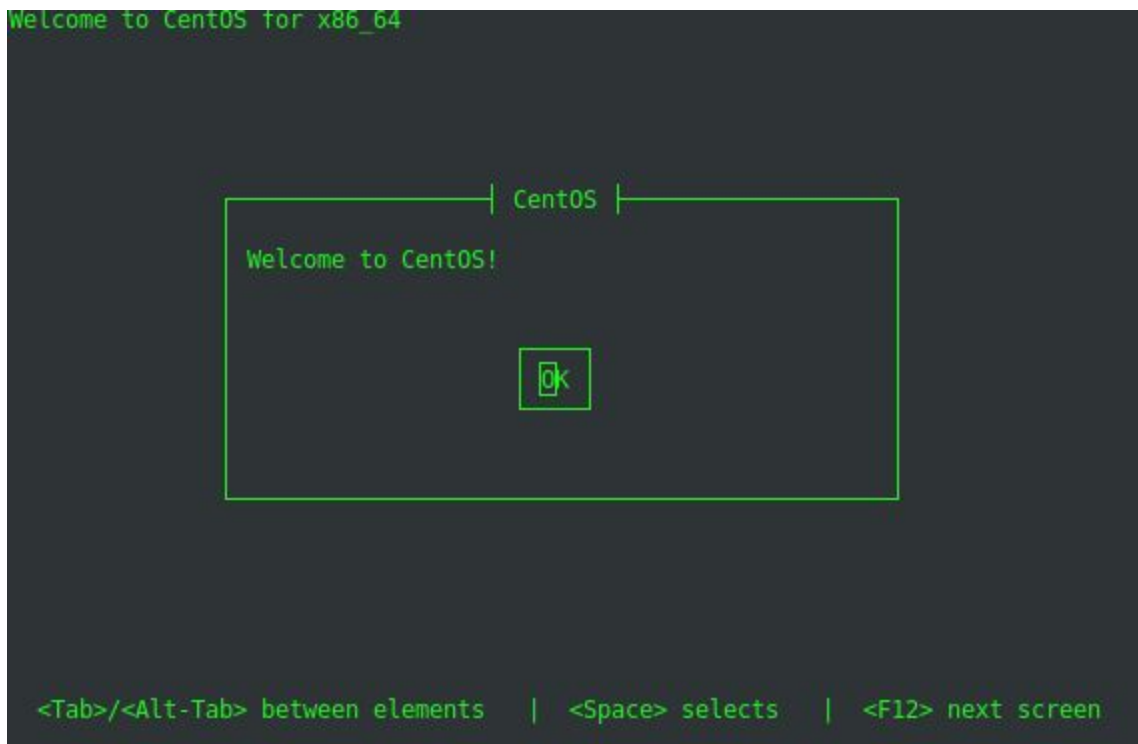 Welcome to CentOS for x86_64
CentOS
Welcome to CentOS!
OK
<Tab>/<Alt-Tab> between elements | <Space> selects | <F12> next screen